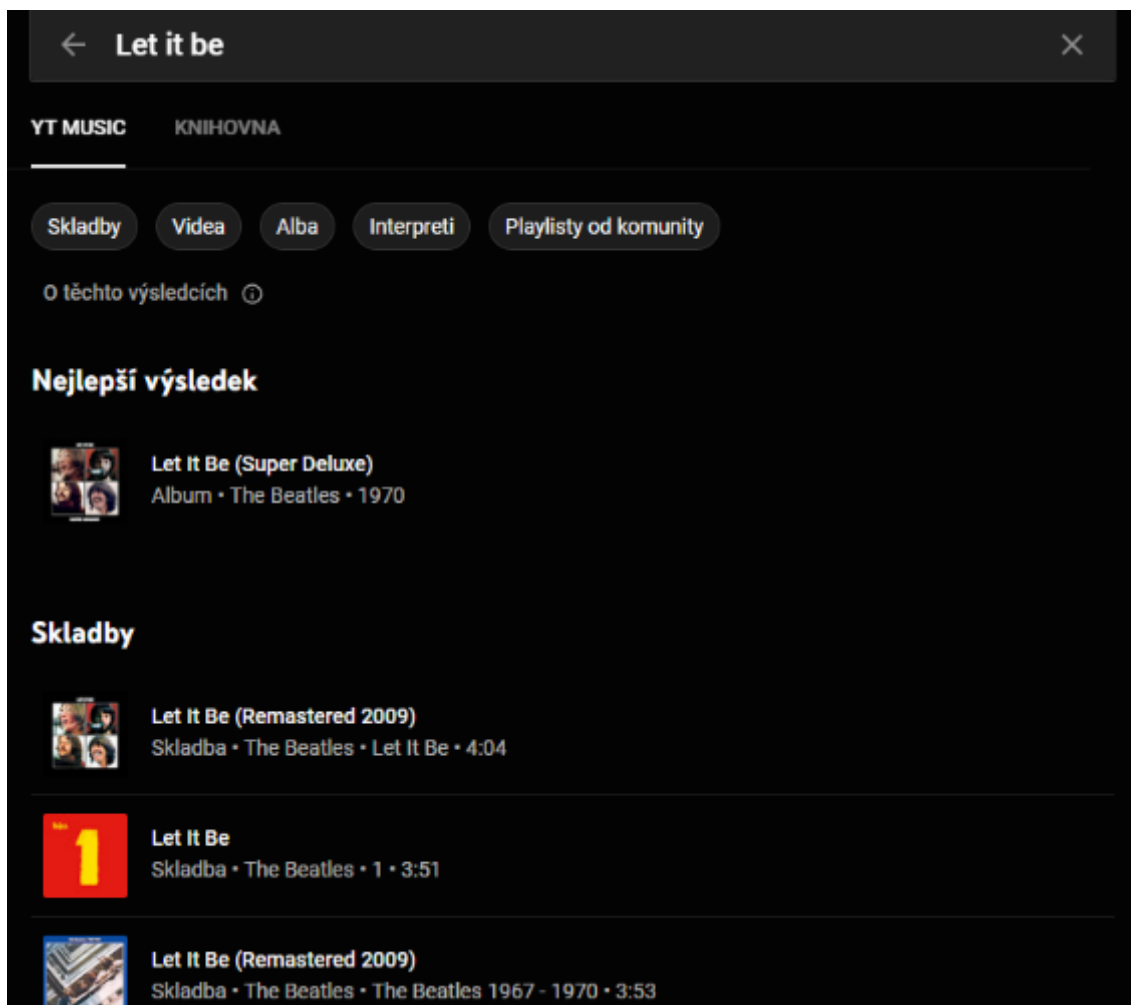 Let it be
YT MUSIC KNIHOVNA
Skladby Videa Alba Interpreti Playlisty od komunity
O těchto výsledcích
Nejlepší výsledek
Let It Be (Super Deluxe)
Album • The Beatles • 1970
Skladby
Let It Be (Remastered 2009)
Skladba • The Beatles • Let It Be • 4:04
1
Let It Be
Skladba • The Beatles • 1 • 3:51
Let It Be (Remastered 2009)
Skladba • The Beatles • The Beatles 1967 - 1970 • 3:53